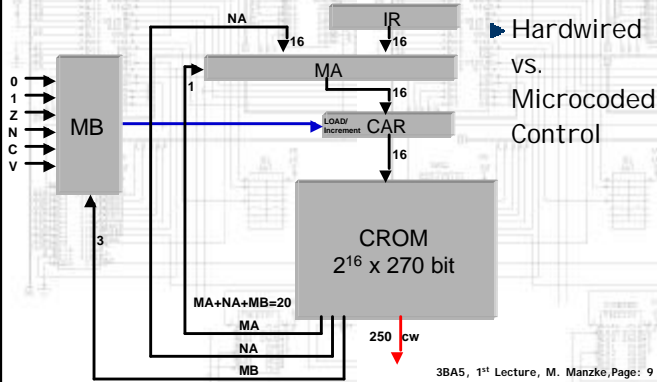 NA
IR
Hardwired
vs.
Microcoded
Control
16
16
MA
1
16
0
1
Z
N
C
V
MB
LOAD/
Increment
CAR
16
CROM
2¹⁶ x 270 bit
3
MA+NA+MB=20
MA
NA
MB
250 cw
3BA5, 1ˢᵗ Lecture, M. Manzke,Page: 9